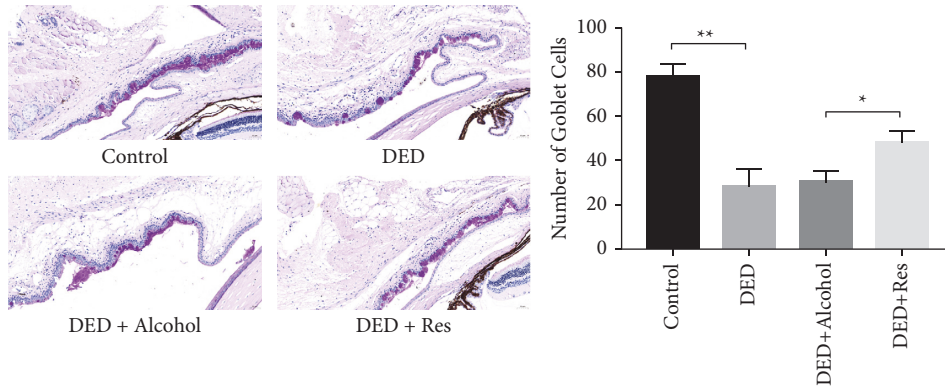 Control
DED
DED + Alcohol
DED + Res
Number of Goblet Cells
100
80
60
40
20
0
**
*
Control
DED
DED+Alcohol
DED+Res